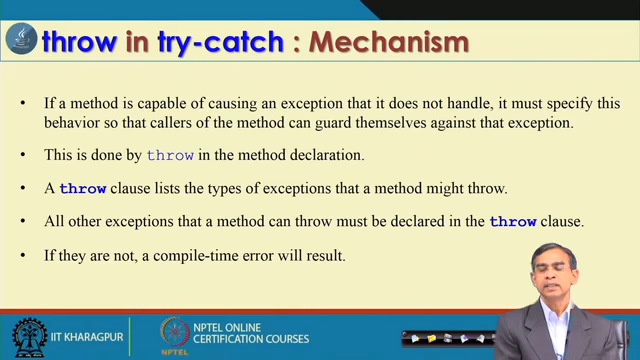 throw in try-catch : Mechanism
• If a method is capable of causing an exception that it does not handle, it must specify this
behavior so that callers of the method can guard themselves against that exception.
• This is done by throw in the method declaration.
• A throw clause lists the types of exceptions that a method might throw.
• All other exceptions that a method can throw must be declared in the throw clause.
• If they are not, a compile-time error will result.
IIT KHARAGPUR
NPTEL
NPTEL ONLINE
CERTIFICATION COURSES